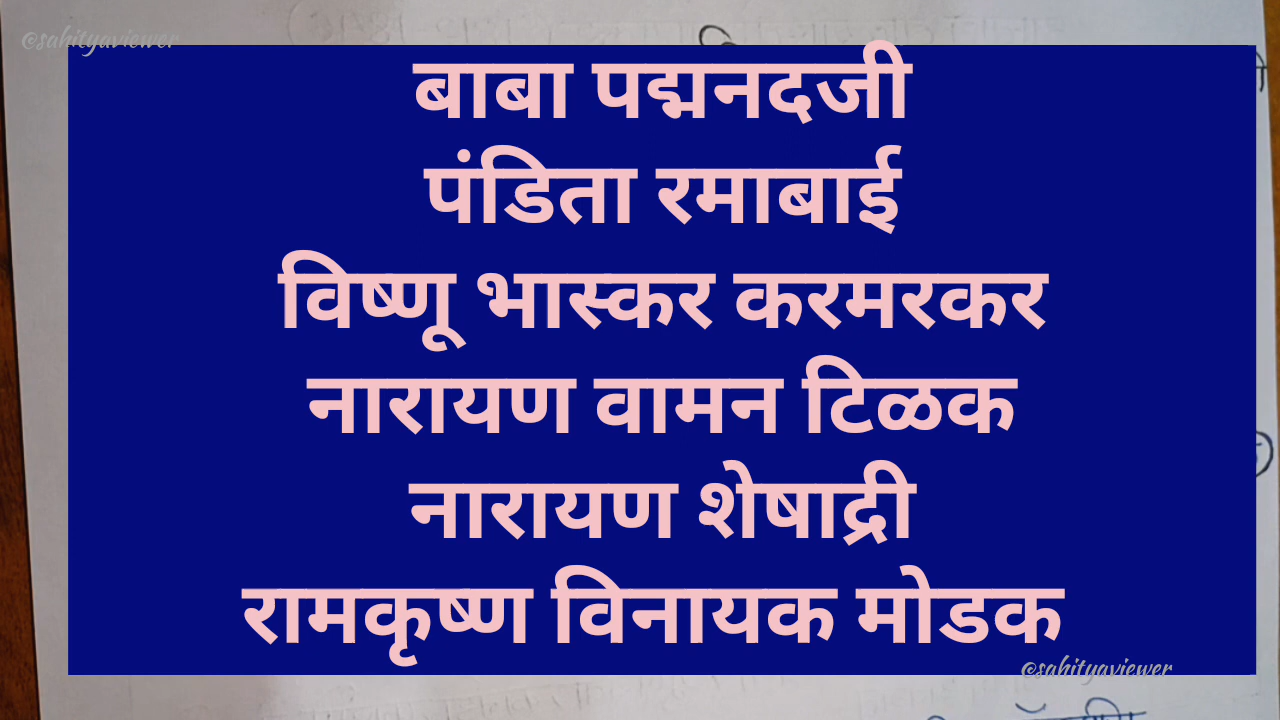 @sahityaviewer
बाबा पद्मनदजी
पंडिता रमाबाई
विष्णू भास्कर करमरकर
नारायण वामन टिळक
नारायण शेषाद्री
रामकृष्ण विनायक मोडक
@sahityaviewer